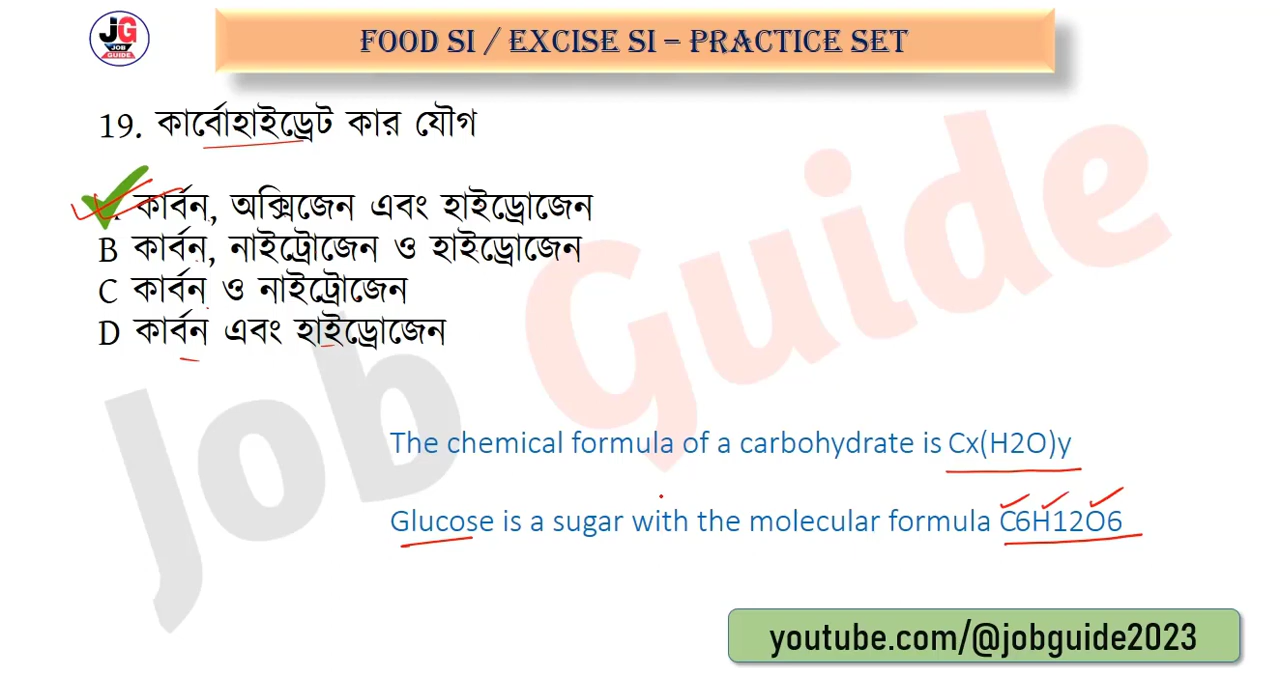 JG
JOB
GUIDE
FOOD SI / EXCISE SI – PRACTICE SET
19. কার্বোহাইড্রেট কার যৌগ
কার্বন, অক্সিজেন এবং হাইড্রোজেন
B কার্বন, নাইট্রোজেন ও হাইড্রোজেন
C কার্বন ও নাইট্রোজেন
D কার্বন এবং হাইড্রোজেন
Job Guide
The chemical formula of a carbohydrate is Cx(H2O)y
Glucose is a sugar with the molecular formula C6H12O6
youtube.com/@jobguide2023